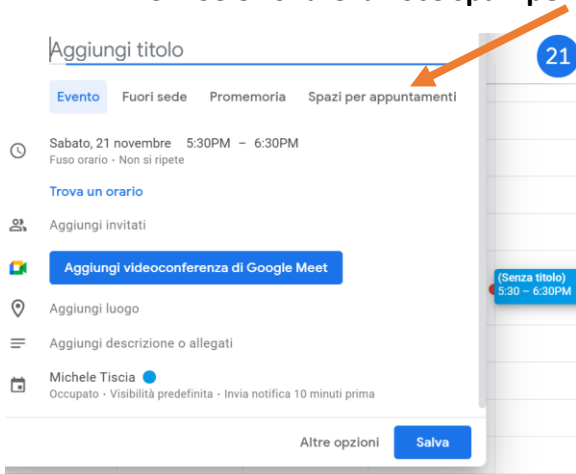 Aggiungi titolo
21
Evento Fuori sede Promemoria Spazi per appuntamenti
Sabato, 21 novembre 5:30PM – 6:30PM
Fuso orario · Non si ripete
Trova un orario
Aggiungi invitati
Aggiungi videoconferenza di Google Meet
(Senza titolo)
5:30 – 6:30PM
Aggiungi luogo
Aggiungi descrizione o allegati
Michele Tiscia
Occupato · Visibilità predefinita · Invia notifica 10 minuti prima
Altre opzioni Salva